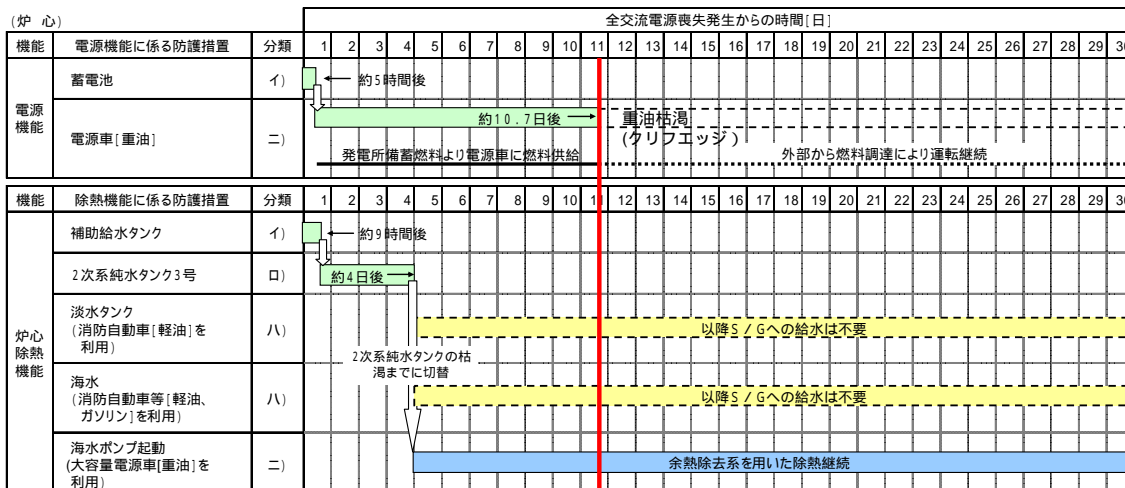 (炉 心)
全交流電源喪失発生からの時間[日]
機能 電源機能に係る防護措置 分類 1 2 3 4 5 6 7 8 9 10 11 12 13 14 15 16 17 18 19 20 21 22 23 24 25 26 27 28 29 30
電源
機能
蓄電池 イ) 約5時間後
電源車[重油] ニ) 約10.7日後 重油枯渇
(クリフエッジ)
発電所備蓄燃料より電源車に燃料供給 外部から燃料調達により運転継続
機能 除熱機能に係る防護措置 分類 1 2 3 4 5 6 7 8 9 10 11 12 13 14 15 16 17 18 19 20 21 22 23 24 25 26 27 28 29 30
炉心
除熱
機能
補助給水タンク イ) 約9時間後
2次系純水タンク3号 ロ) 約4日後
淡水タンク
(消防自動車[軽油]を
利用)
ハ) 以降S/Gへの給水は不要
2次系純水タンクの枯
渇までに切替
海水
(消防自動車等[軽油、
ガソリン]を利用)
ハ) 以降S/Gへの給水は不要
海水ポンプ起動
(大容量電源車[重油]を
利用)
ニ) 余熱除去系を用いた除熱継続